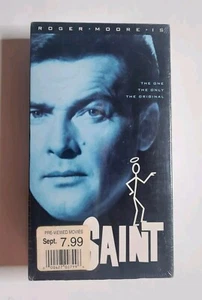 ROGER • MOORE • IS
THE ONE
THE ONLY
THE ORIGINAL
PRE-VIEWED MOVIES
Sept. 7.99
SAINT